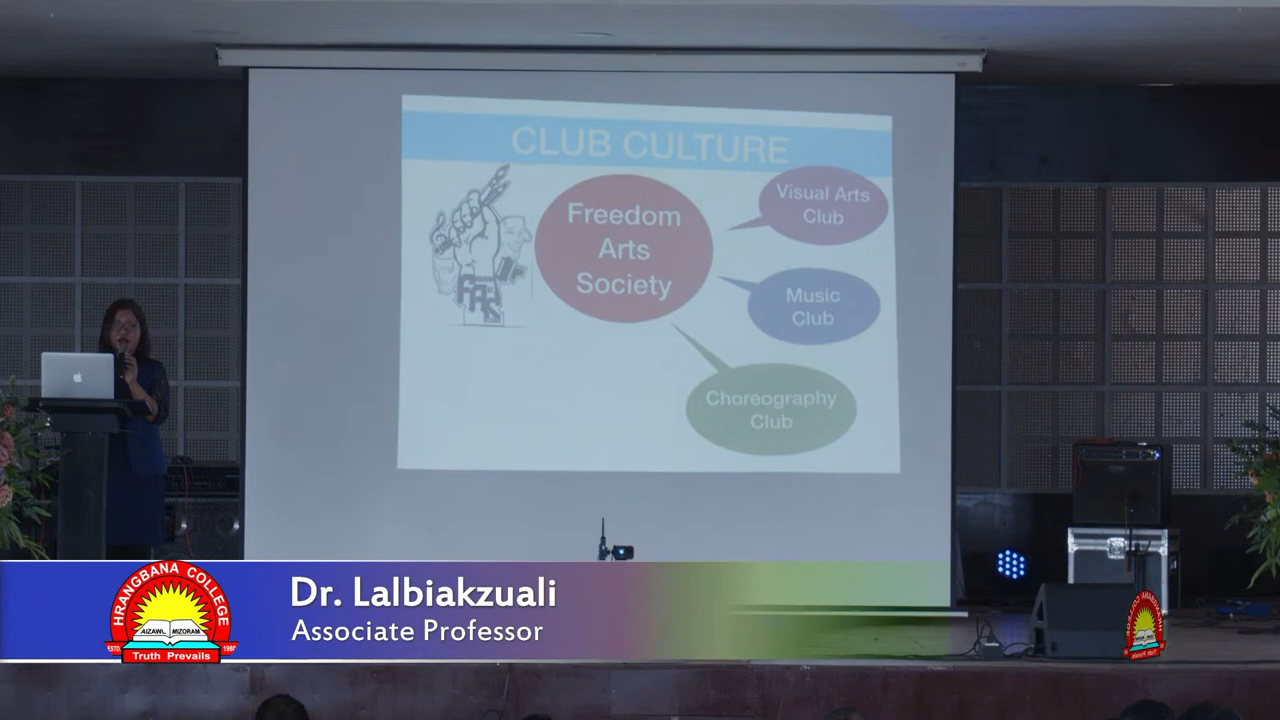 CLUB CULTURE
Freedom
Arts
Society
Visual Arts
Club
Music
Club
Choreography
Club
FAS
HRANGBANA COLLEGE
AIZAWL MIZORAM
ESTD. 1980
Truth Prevails
Dr. Lalbiakzuali
Associate Professor